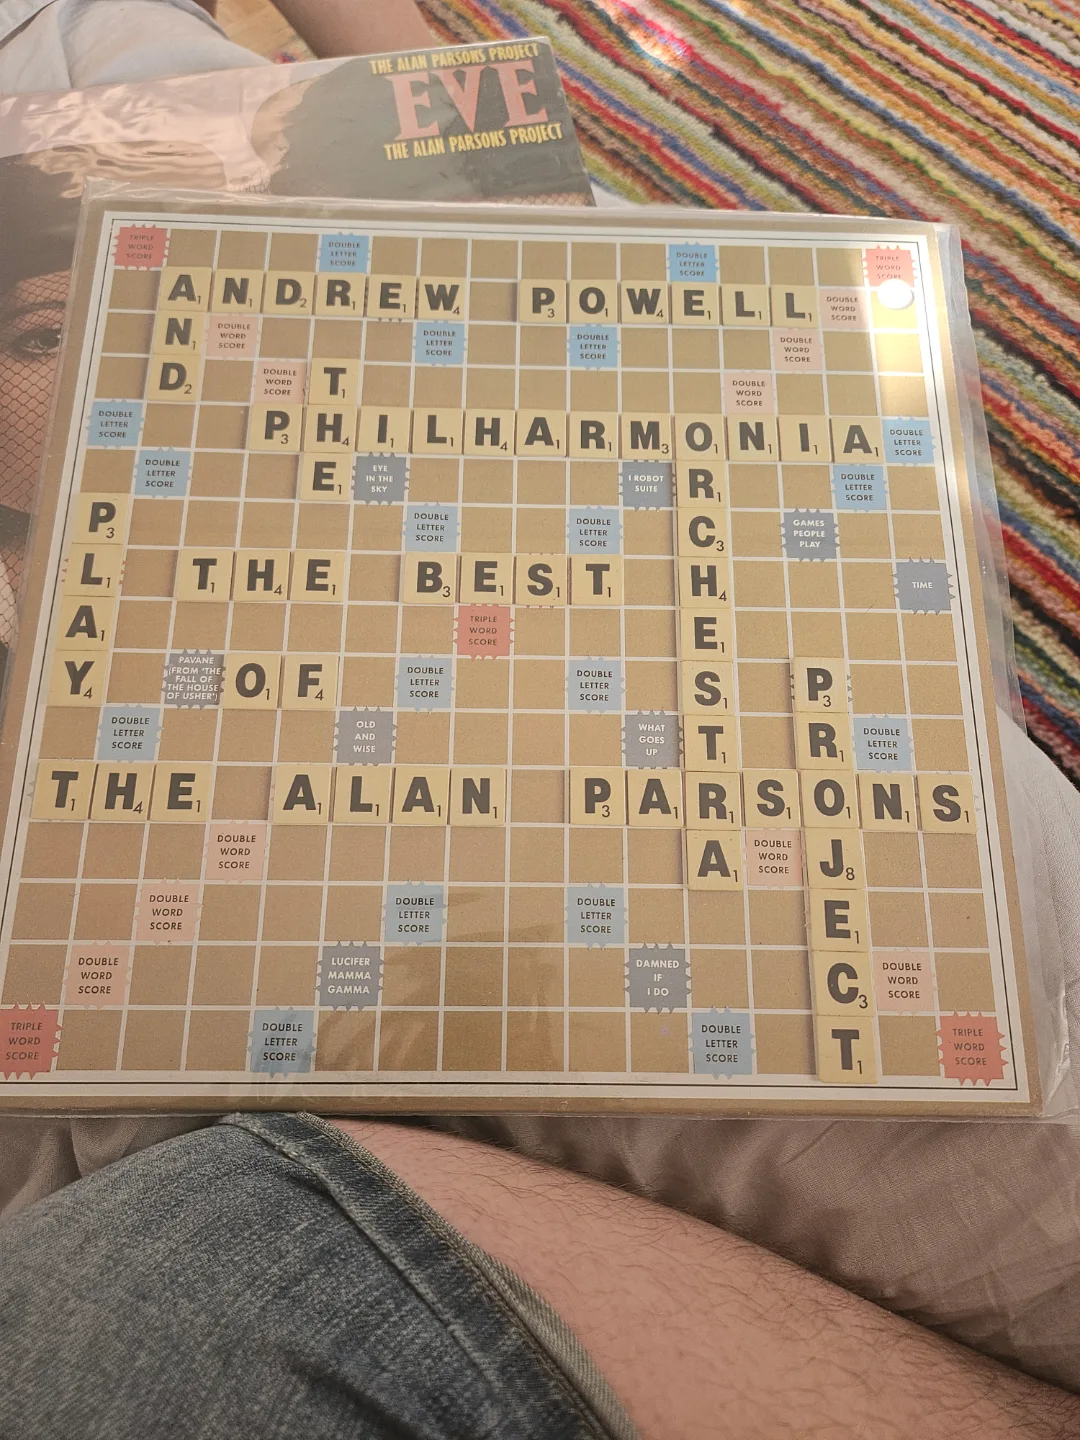 THE ALAN PARSONS PROJECT
EVE
THE ALAN PARSONS PROJECT
TRIPLE WORD SCORE
DOUBLE LETTER SCORE
DOUBLE LETTER SCORE
TRIPLE WORD SCORE
ANDREW POWELL
DOUBLE WORD SCORE
AND
DOUBLE WORD SCORE
DOUBLE LETTER SCORE
DOUBLE LETTER SCORE
DOUBLE WORD SCORE
DOUBLE WORD SCORE
THE
DOUBLE WORD SCORE
DOUBLE LETTER SCORE
PHILHARMONIA
DOUBLE LETTER SCORE
ORCHESTRA
DOUBLE LETTER SCORE
EYE IN THE SKY
I ROBOT SUITE
DOUBLE LETTER SCORE
PLAY
DOUBLE LETTER SCORE
DOUBLE LETTER SCORE
GAMES PEOPLE PLAY
THE BEST
TIME
TRIPLE WORD SCORE
PAVANE (FROM 'THE FALL OF THE HOUSE OF USHER')
OF
DOUBLE LETTER SCORE
DOUBLE LETTER SCORE
PROJECT
DOUBLE LETTER SCORE
OLD AND WISE
WHAT GOES UP
DOUBLE LETTER SCORE
THE ALAN PARSONS
DOUBLE WORD SCORE
DOUBLE WORD SCORE
DOUBLE WORD SCORE
DOUBLE LETTER SCORE
DOUBLE LETTER SCORE
DOUBLE WORD SCORE
LUCIFER MAMMA GAMMA
DAMNED IF I DO
DOUBLE WORD SCORE
TRIPLE WORD SCORE
DOUBLE LETTER SCORE
DOUBLE LETTER SCORE
TRIPLE WORD SCORE